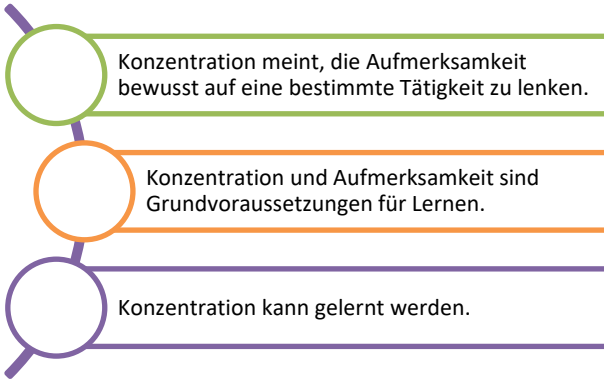 Konzentration meint, die Aufmerksamkeit
bewusst auf eine bestimmte Tätigkeit zu lenken.
Konzentration und Aufmerksamkeit sind
Grundvoraussetzungen für Lernen.
Konzentration kann gelernt werden.